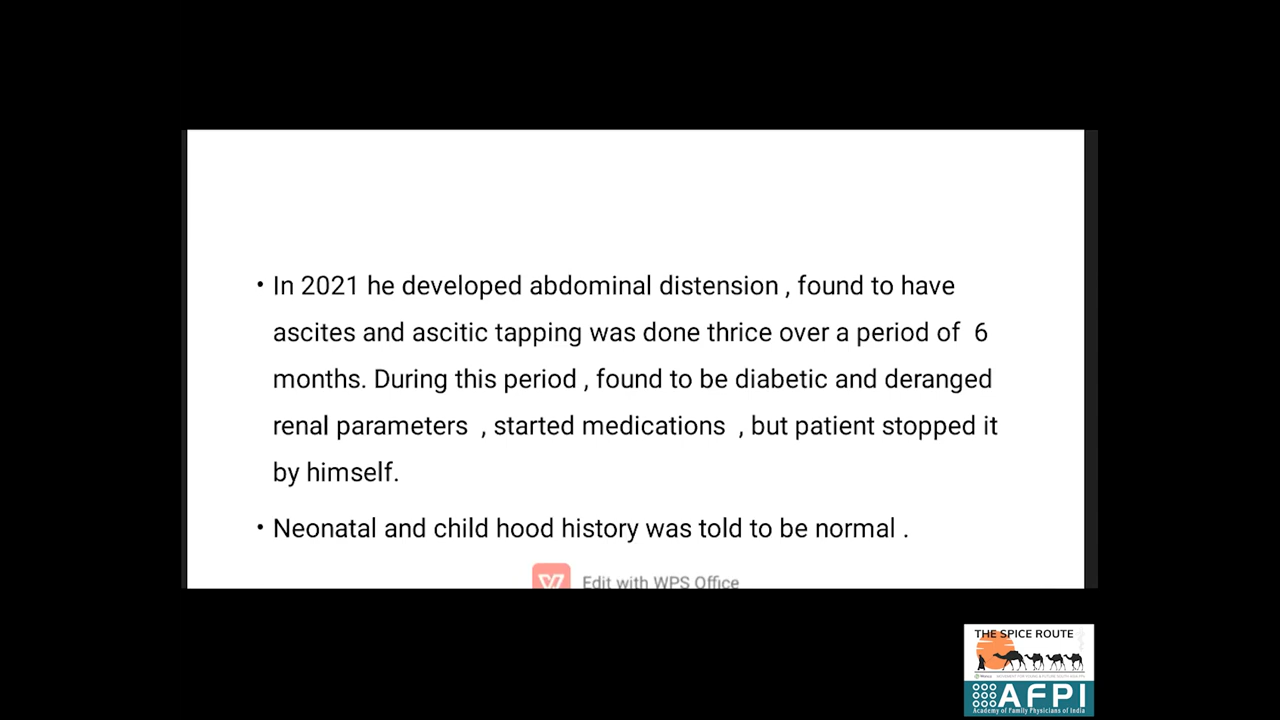 • In 2021 he developed abdominal distension , found to have
ascites and ascitic tapping was done thrice over a period of 6
months. During this period , found to be diabetic and deranged
renal parameters , started medications , but patient stopped it
by himself.
• Neonatal and child hood history was told to be normal .
Edit with WPS Office
THE SPICE ROUTE
AFPI
Academy of Family Physicians of India